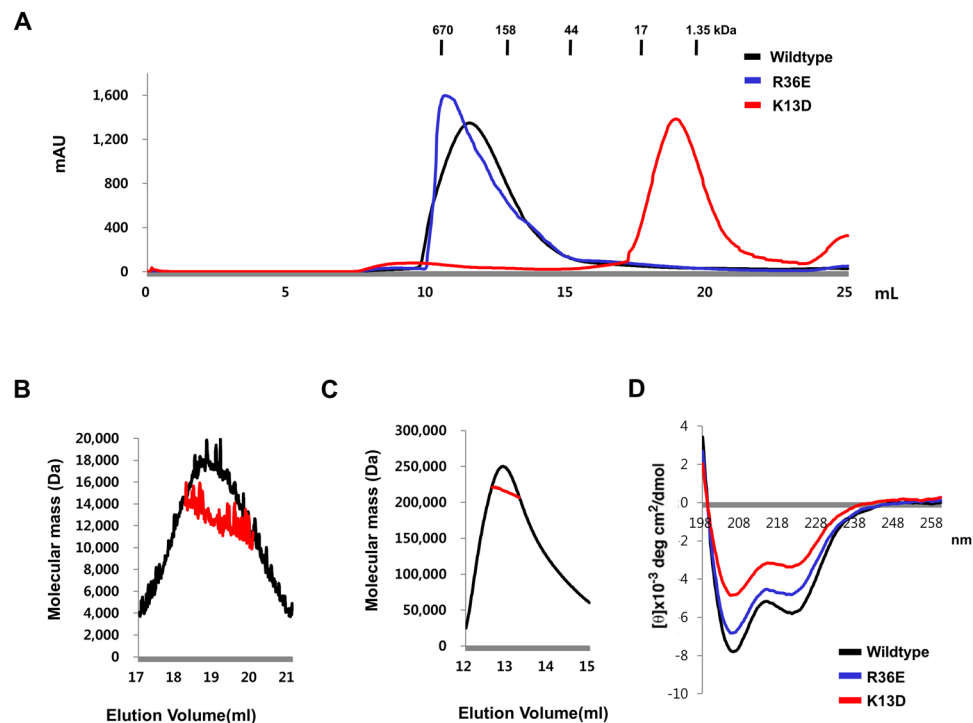 A
670 158 44 17 1.35 kDa
Wildtype
R36E
K13D
mAU
1,600
1,200
800
400
0
0 5 10 15 20 25 mL
B
Molecular mass (Da)
20,000
18,000
16,000
14,000
12,000
10,000
8,000
6,000
4,000
2,000
0
17 18 19 20 21
Elution Volume(ml)
C
Molecular mass (Da)
300,000
250,000
200,000
150,000
100,000
50,000
0
12 13 14 15
Elution Volume(ml)
D
[θ]x10⁻³ deg cm²/dmol
4
2
0
-2
-4
-6
-8
-10
198 208 218 228 238 248 258
nm
Wildtype
R36E
K13D